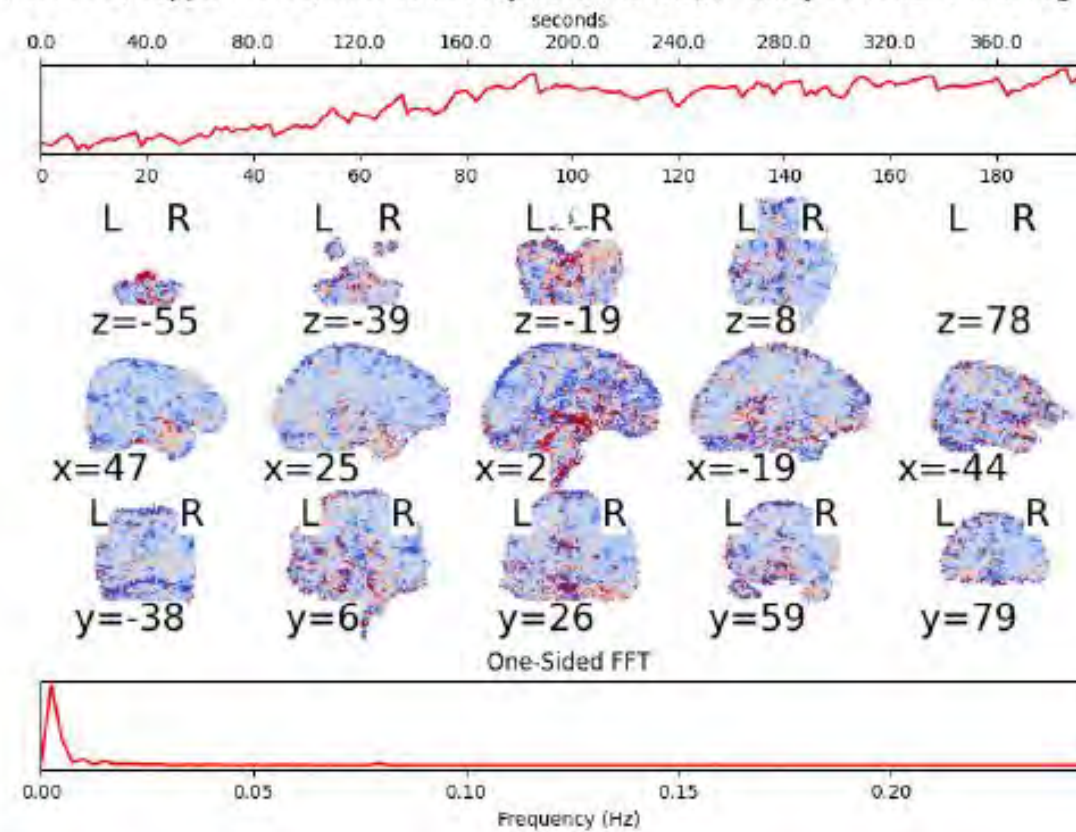 seconds
0.0 40.0 80.0 120.0 160.0 200.0 240.0 280.0 320.0 360.0
0 20 40 60 80 100 120 140 160 180
L R L R L R L R L R
z=-55 z=-39 z=-19 z=8 z=78
x=47 x=25 x=2 x=-19 x=-44
L R L R L R L R L R
y=-38 y=6 y=26 y=59 y=79
One-Sided FFT
0.00 0.05 0.10 0.15 0.20
Frequency (Hz)